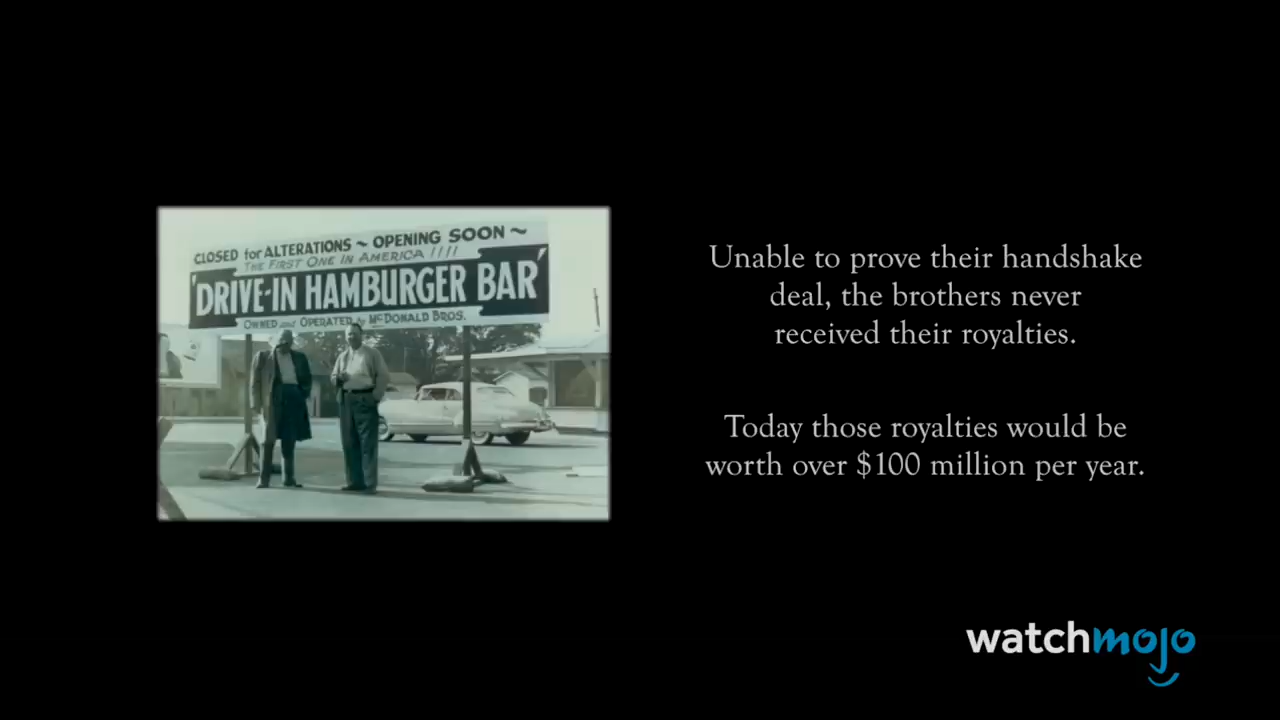 CLOSED for ALTERATIONS ~ OPENING SOON ~
THE FIRST ONE IN AMERICA !!!!
'DRIVE-IN HAMBURGER BAR'
OWNED and OPERATED by McDONALD BROS.
Unable to prove their handshake
deal, the brothers never
received their royalties.
Today those royalties would be
worth over $100 million per year.
watchmojo